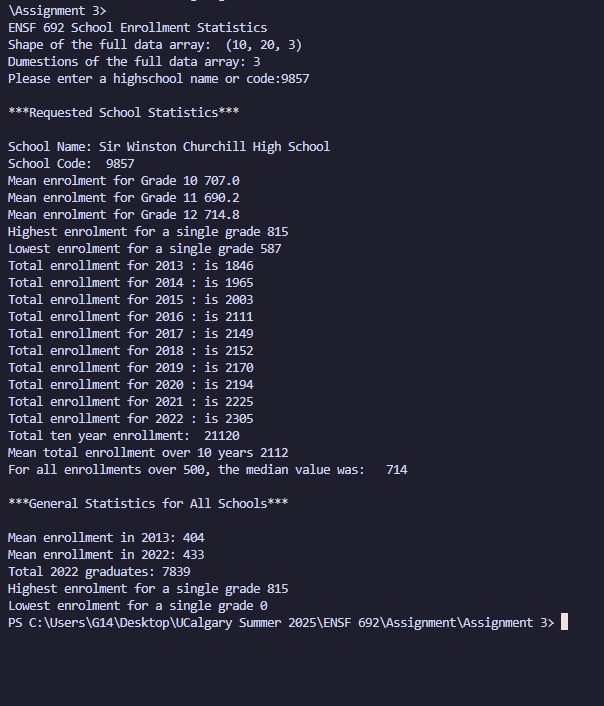 \Assignment 3>
ENSF 692 School Enrollment Statistics
Shape of the full data array:  (10, 20, 3)
Dumestions of the full data array: 3
Please enter a highschool name or code:9857

***Requested School Statistics***

School Name: Sir Winston Churchill High School
School Code:  9857
Mean enrolment for Grade 10 707.0
Mean enrolment for Grade 11 690.2
Mean enrolment for Grade 12 714.8
Highest enrolment for a single grade 815
Lowest enrolment for a single grade 587
Total enrollment for 2013 : is 1846
Total enrollment for 2014 : is 1965
Total enrollment for 2015 : is 2003
Total enrollment for 2016 : is 2111
Total enrollment for 2017 : is 2149
Total enrollment for 2018 : is 2152
Total enrollment for 2019 : is 2170
Total enrollment for 2020 : is 2194
Total enrollment for 2021 : is 2225
Total enrollment for 2022 : is 2305
Total ten year enrollment:  21120
Mean total enrollment over 10 years 2112
For all enrollments over 500, the median value was:   714

***General Statistics for All Schools***

Mean enrollment in 2013: 404
Mean enrollment in 2022: 433
Total 2022 graduates: 7839
Highest enrolment for a single grade 815
Lowest enrolment for a single grade 0
PS C:\Users\G14\Desktop\UCalgary Summer 2025\ENSF 692\Assignment\Assignment 3>